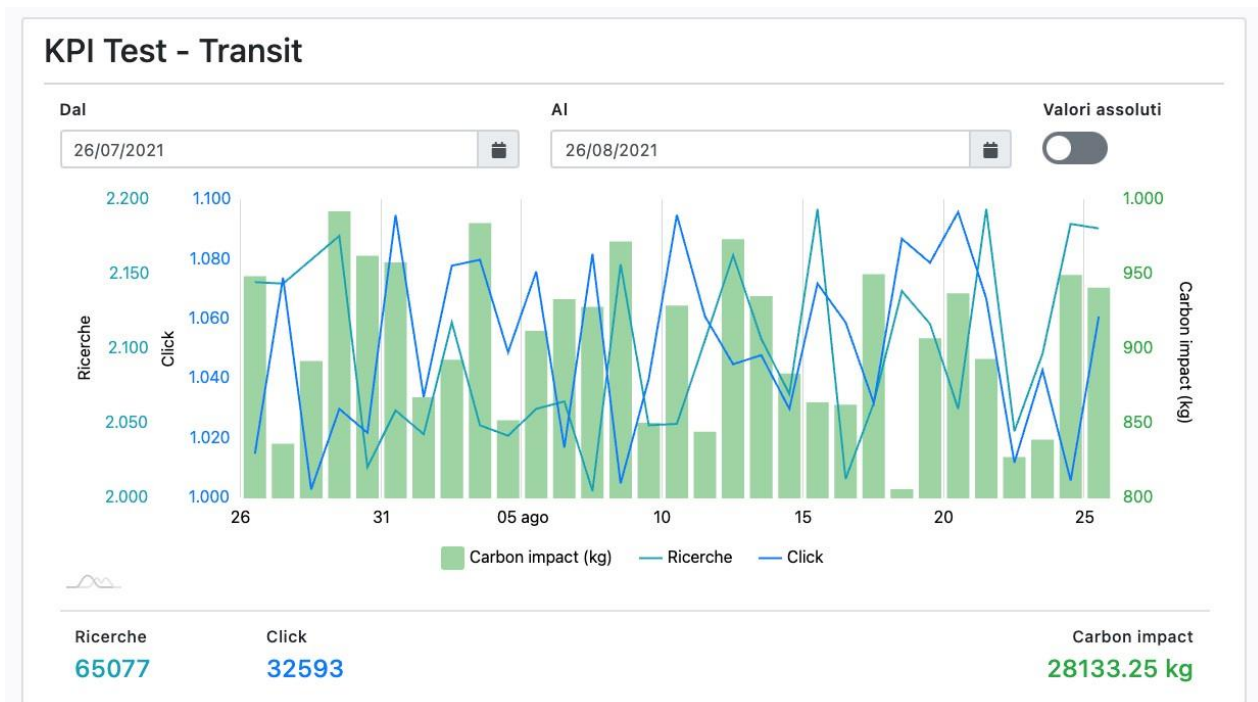 KPI Test - Transit
Dal Al Valori assoluti
26/07/2021 26/08/2021
2.200 1.100 1.000
1.080
2.150 950
1.060
2.100 900
1.040
2.050 850
1.020
2.000 1.000 800
Ricerche
Click
Carbon impact (kg)
26 31 05 ago 10 15 20 25
Carbon impact (kg) Ricerche Click
Ricerche Click Carbon impact
65077 32593 28133.25 kg